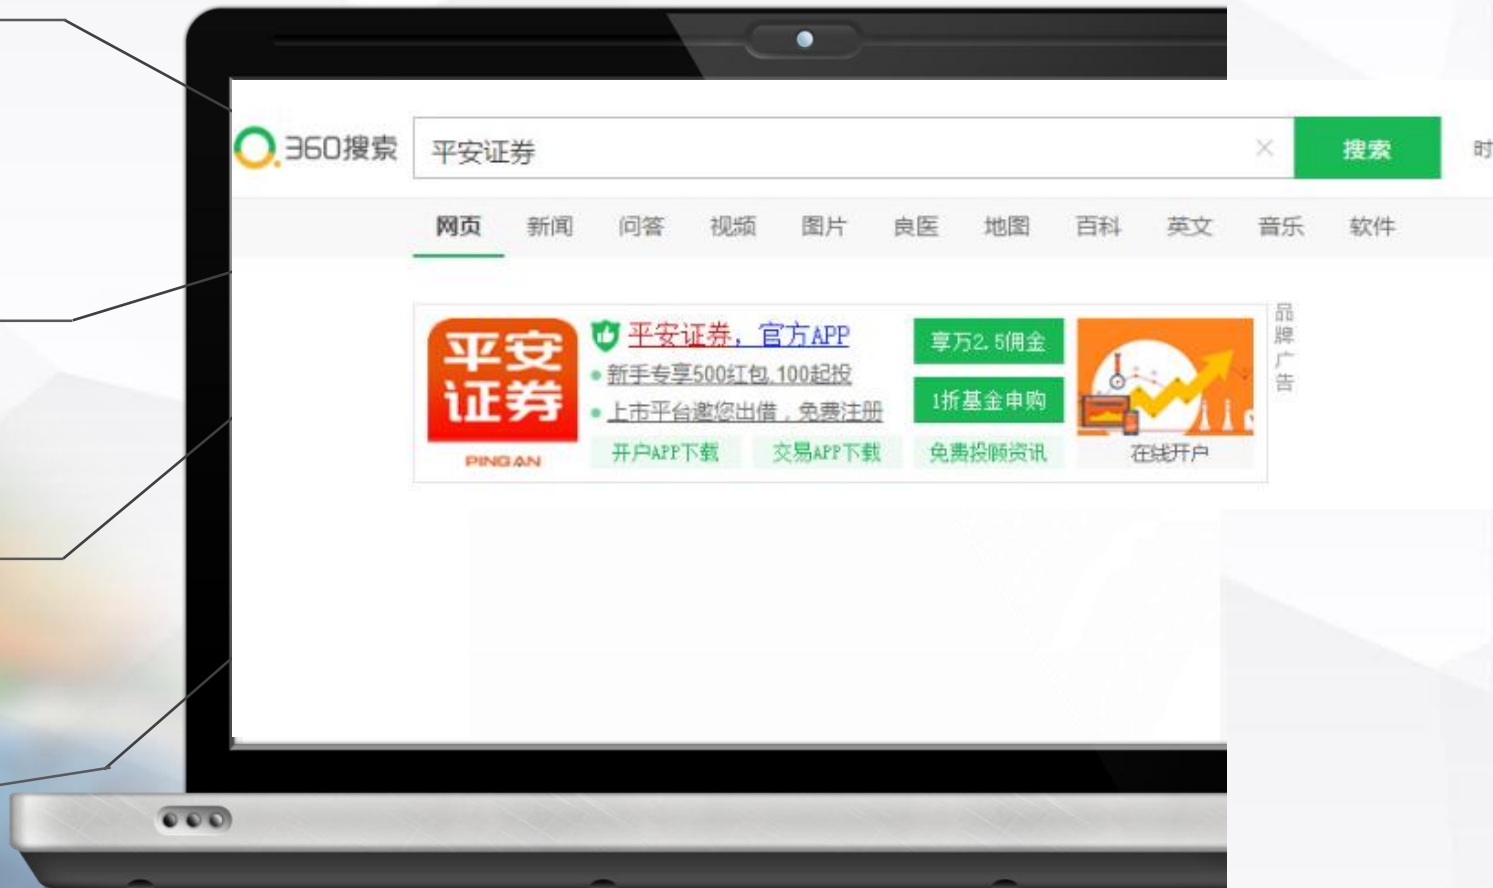 360搜索 平安证券 × 搜索 时
网页 新闻 问答 视频 图片 良医 地图 百科 英文 音乐 软件
平安
证券
PINGAN
平安证券，官方APP
新手专享500红包,100起投
上市平台邀您出借，免费注册
开户APP下载 交易APP下载 免费投顾资讯
享万2.5佣金
1折基金申购
在线开户
品牌广告